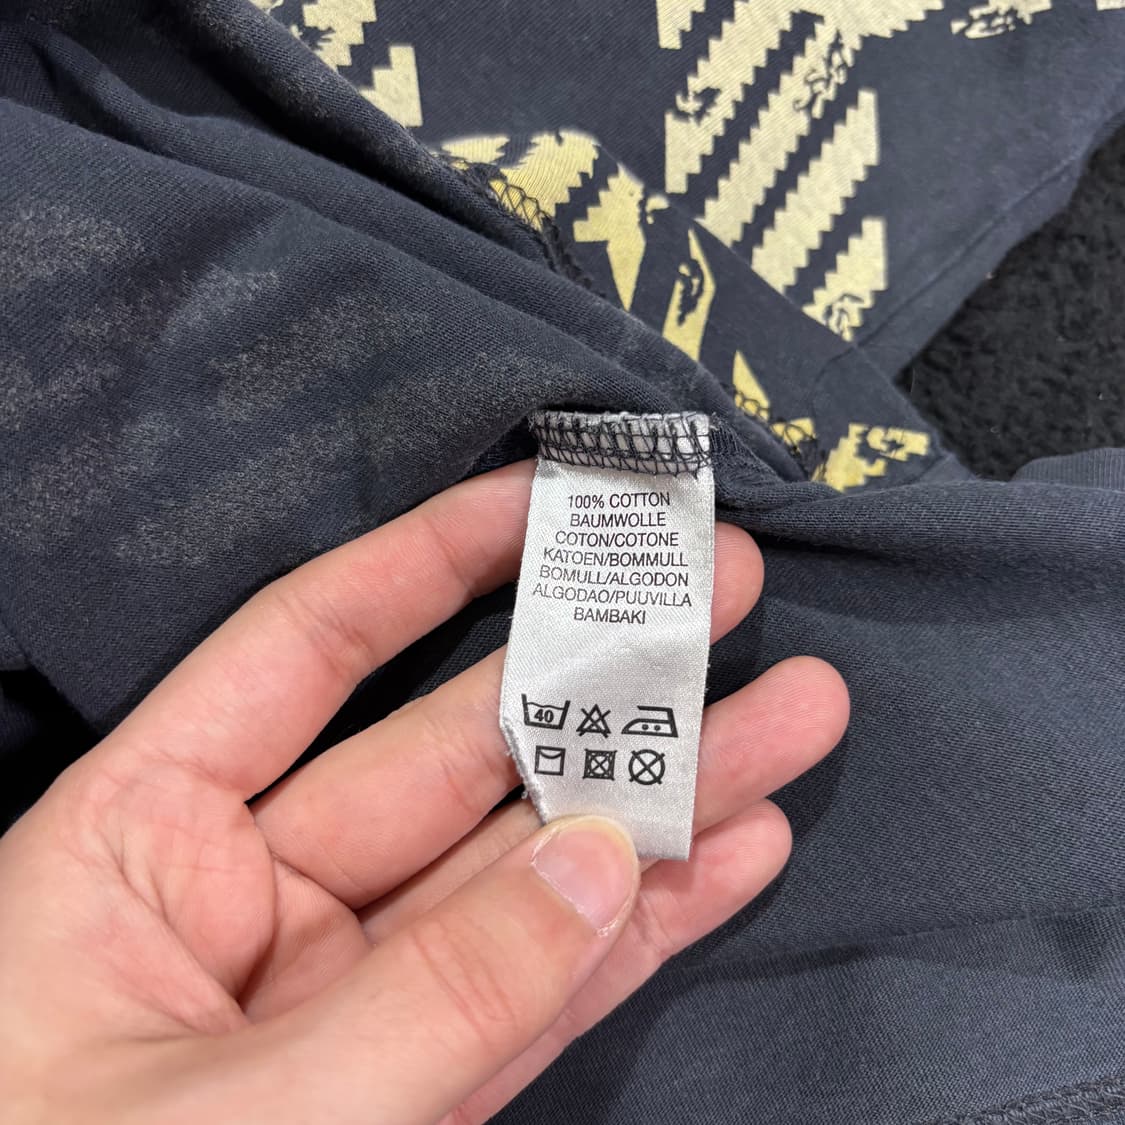 100% COTTON
BAUMWOLLE
COTON/COTONE
KATOEN/BOMMULL
BOMULL/ALGODON
ALGODAO/PUUVILLA
BAMBAKI
40